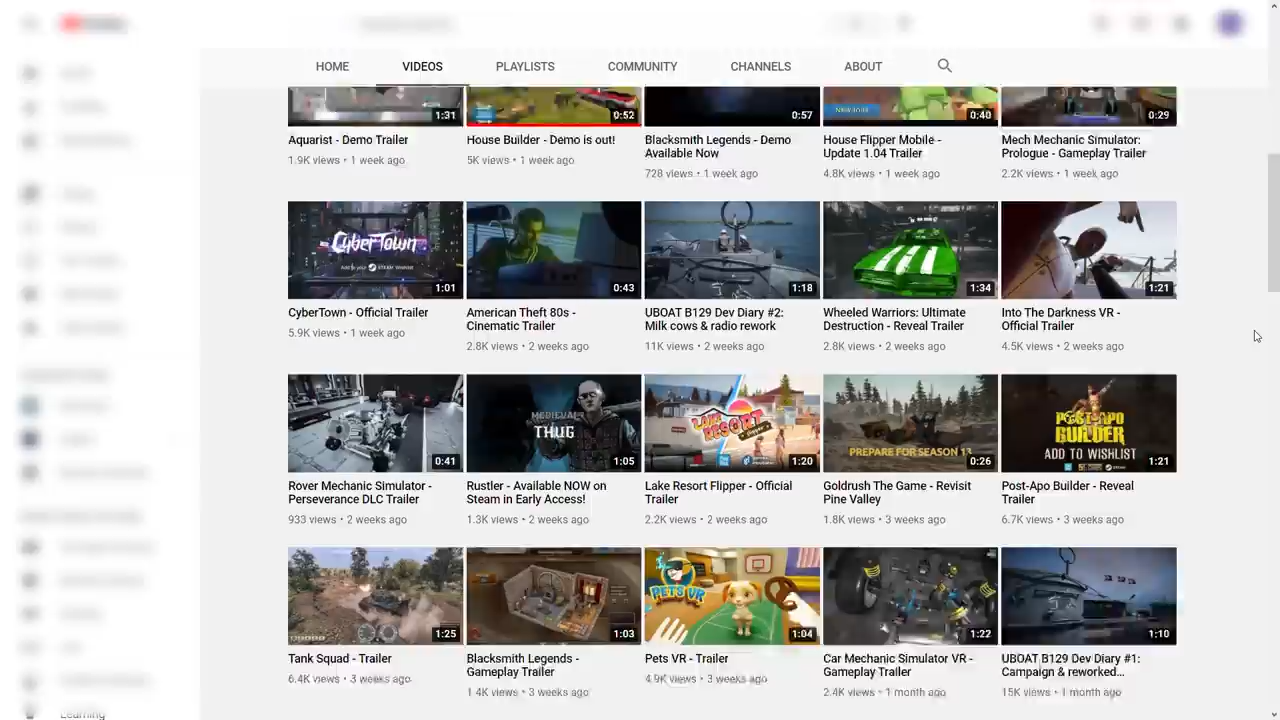 HOME VIDEOS PLAYLISTS COMMUNITY CHANNELS ABOUT
1:31 0:52 0:57 0:40 0:29
Aquarist - Demo Trailer
1.9K views • 1 week ago
House Builder - Demo is out!
5K views • 1 week ago
Blacksmith Legends - Demo
Available Now
728 views • 1 week ago
House Flipper Mobile -
Update 1.04 Trailer
4.8K views • 1 week ago
Mech Mechanic Simulator:
Prologue - Gameplay Trailer
2.2K views • 1 week ago
CyberTown
1:01
CyberTown - Official Trailer
5.9K views • 1 week ago
0:43
American Theft 80s -
Cinematic Trailer
2.8K views • 2 weeks ago
1:18
UBOAT B129 Dev Diary #2:
Milk cows & radio rework
11K views • 2 weeks ago
1:34
Wheeled Warriors: Ultimate
Destruction - Reveal Trailer
2.8K views • 2 weeks ago
1:21
Into The Darkness VR -
Official Trailer
4.5K views • 2 weeks ago
0:41
Rover Mechanic Simulator -
Perseverance DLC Trailer
933 views • 2 weeks ago
MEDIEVAL
THUG
1:05
Rustler - Available NOW on
Steam in Early Access!
1.3K views • 2 weeks ago
LAKE
RESORT
1:20
Lake Resort Flipper - Official
Trailer
2.2K views • 2 weeks ago
PREPARE FOR SEASON 13
0:26
Goldrush The Game - Revisit
Pine Valley
1.8K views • 3 weeks ago
POST-APO
BUILDER
ADD TO WISHLIST
1:21
Post-Apo Builder - Reveal
Trailer
6.7K views • 3 weeks ago
1:25
Tank Squad - Trailer
6.4K views • 3 weeks ago
1:03
Blacksmith Legends -
Gameplay Trailer
1.4K views • 3 weeks ago
PETS VR
1:04
Pets VR - Trailer
4.9K views • 3 weeks ago
1:22
Car Mechanic Simulator VR -
Gameplay Trailer
2.4K views • 1 month ago
1:10
UBOAT B129 Dev Diary #1:
Campaign & reworked...
15K views • 1 month ago
Learning